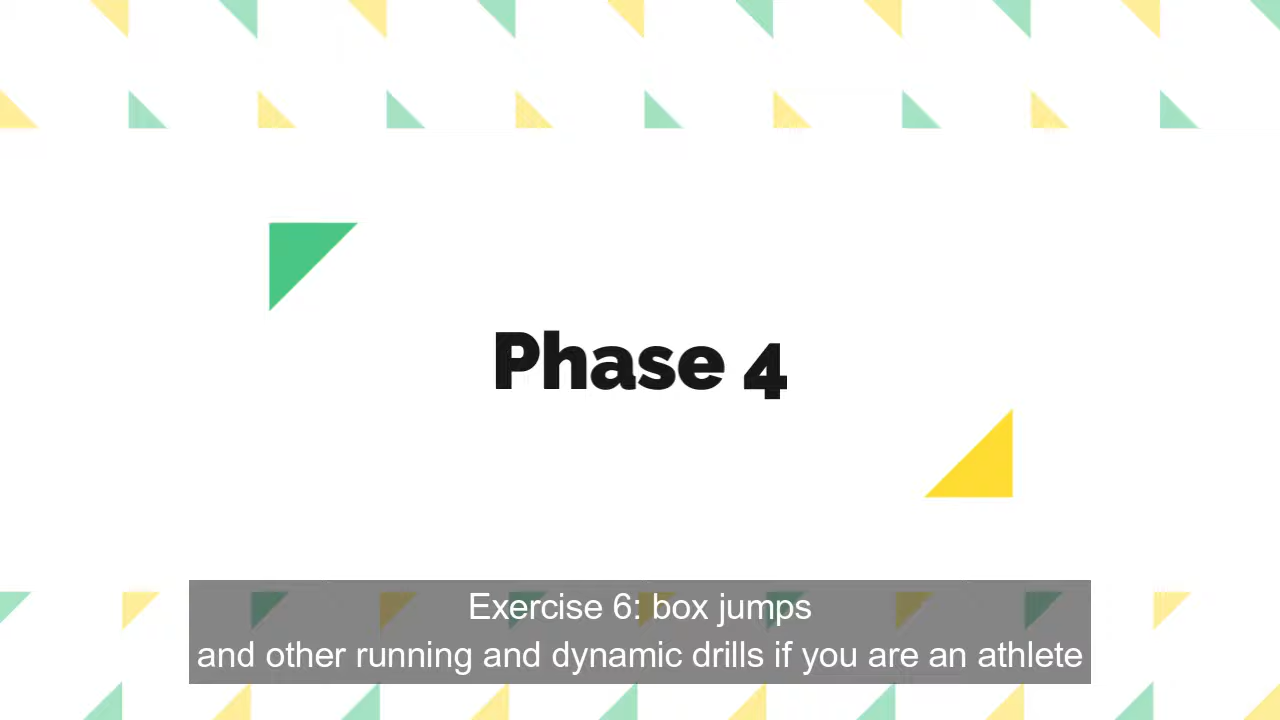 Phase 4
Exercise 6: box jumps
and other running and dynamic drills if you are an athlete